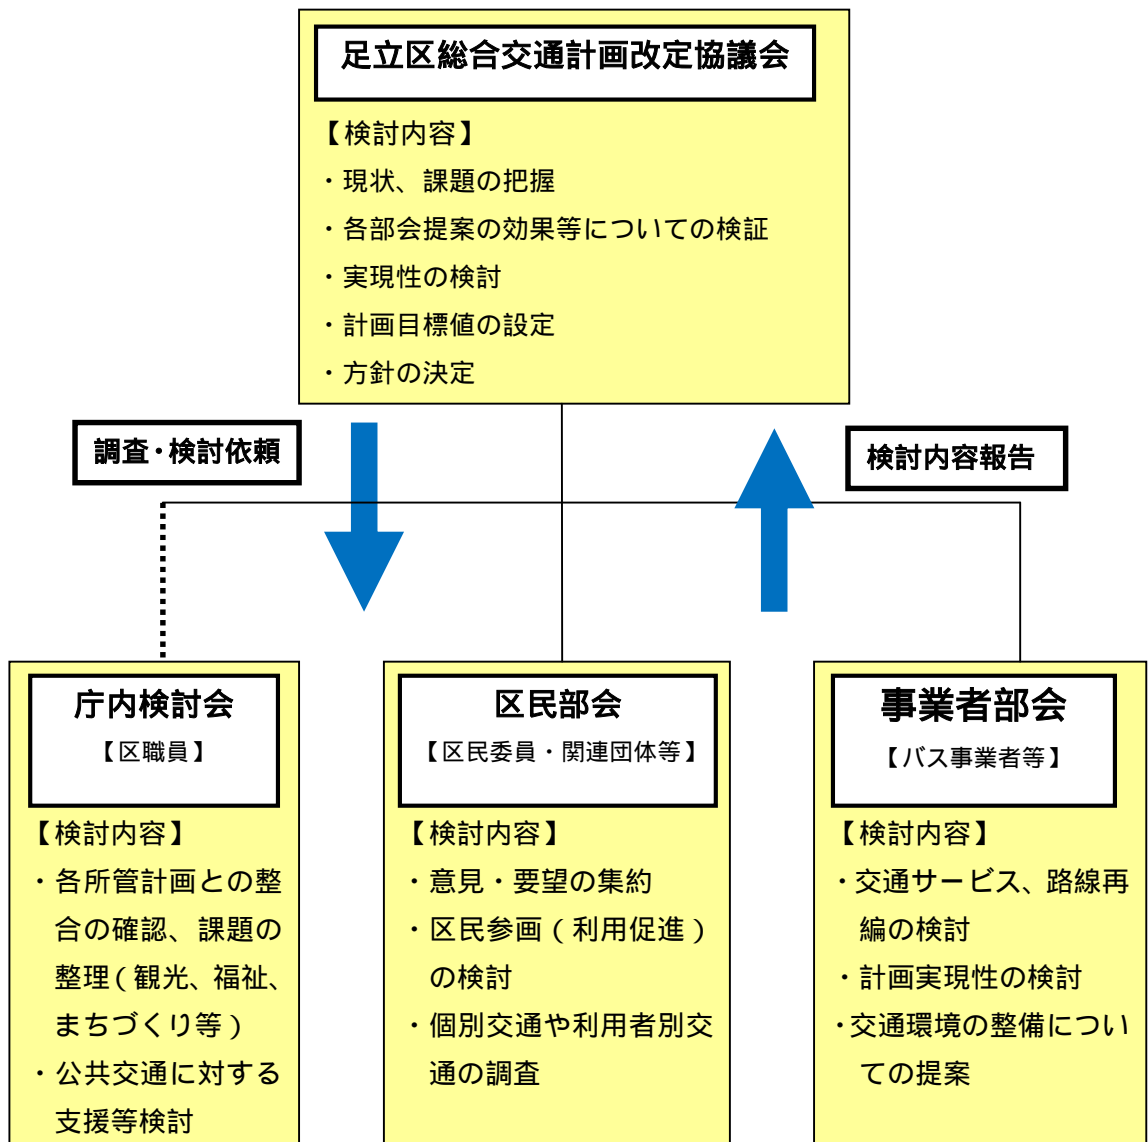 足立区総合交通計画改定協議会
【検討内容】
・現状、課題の把握
・各部会提案の効果等についての検証
・実現性の検討
・計画目標値の設定
・方針の決定
調査・検討依頼
検討内容報告
庁内検討会
【区職員】
【検討内容】
・各所管計画との整
合の確認、課題の
整理(観光、福祉、
まちづくり等)
・公共交通に対する
支援等検討
区民部会
【区民委員・関連団体等】
【検討内容】
・意見・要望の集約
・区民参画(利用促進)
の検討
・個別交通や利用者別交
通の調査
事業者部会
【バス事業者等】
【検討内容】
・交通サービス、路線再
編の検討
・計画実現性の検討
・交通環境の整備につい
ての提案